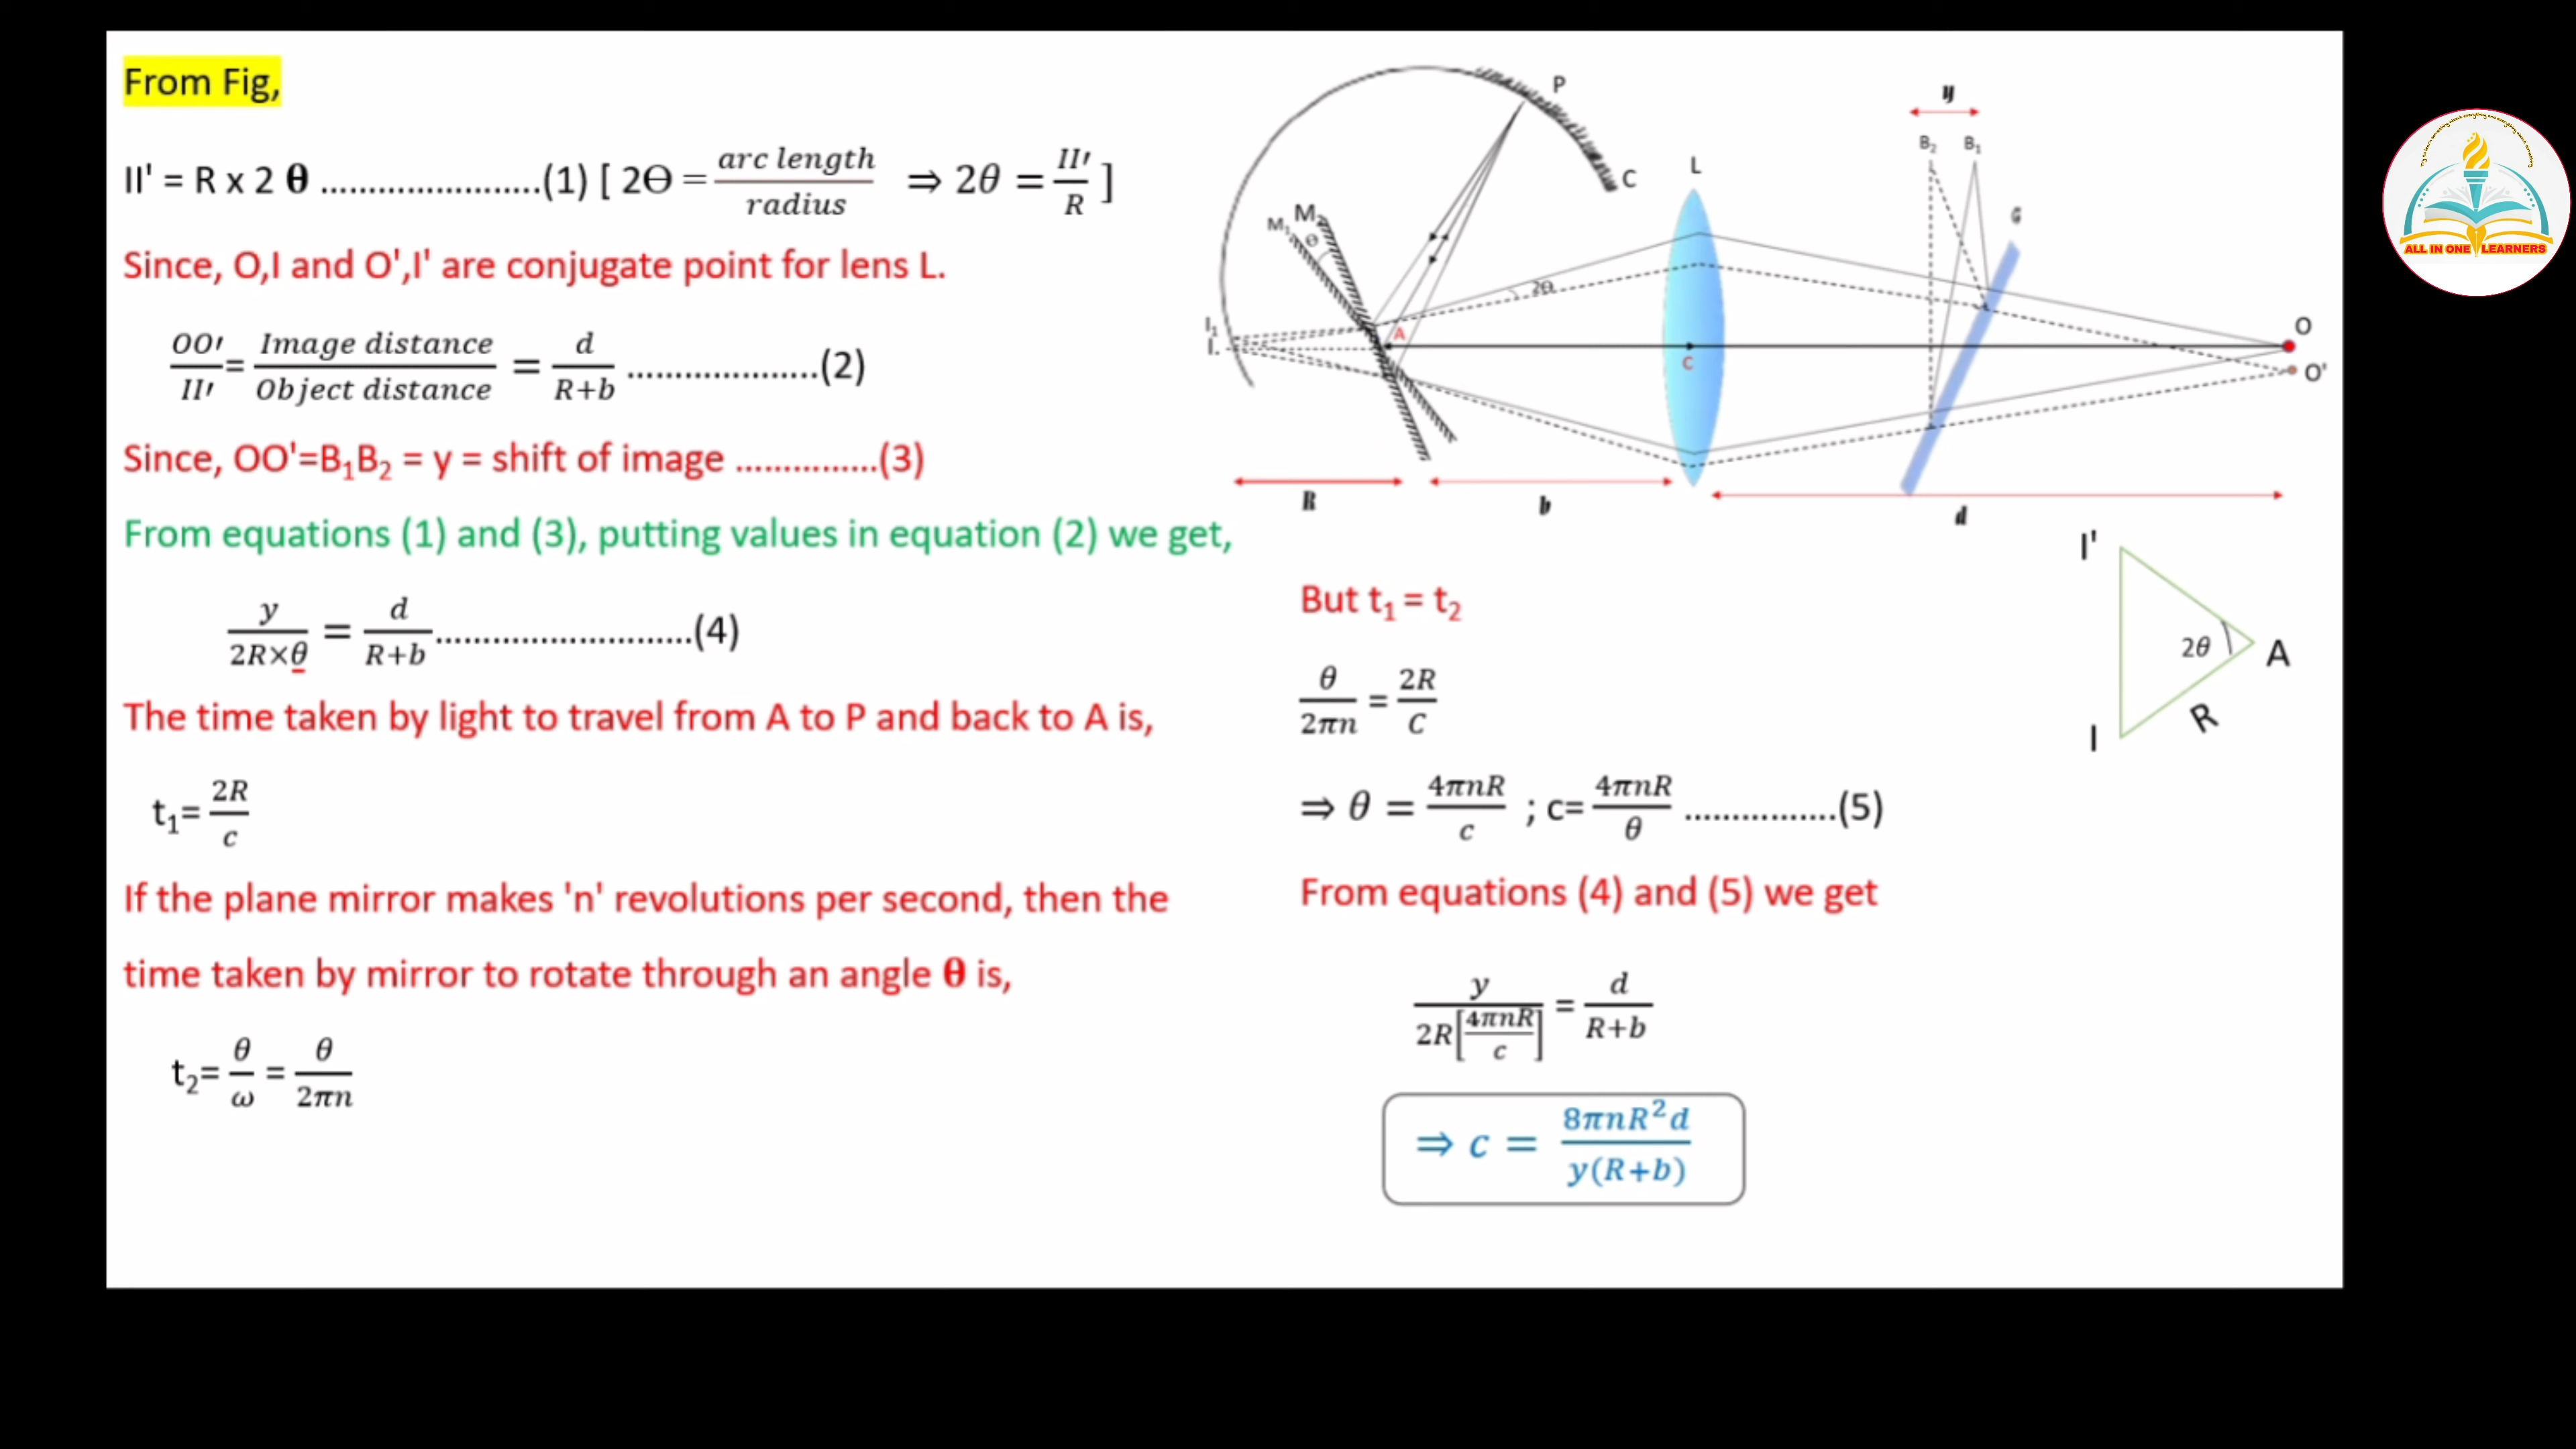 From Fig,
II' = R x 2 θ .......................(1) [ 2Ɵ = arc length / radius ⇒ 2θ = II′ / R ]
Since, O,I and O',I' are conjugate point for lens L.
OO′ / II′ = Image distance / Object distance = d / R+b ....................(2)
Since, OO'=B₁B₂ = y = shift of image ...............(3)
From equations (1) and (3), putting values in equation (2) we get,
y / 2R×θ = d / R+b ...........................(4)
The time taken by light to travel from A to P and back to A is,
t₁= 2R / c
If the plane mirror makes 'n' revolutions per second, then the
time taken by mirror to rotate through an angle θ is,
t₂= θ / ω = θ / 2πn
P
C
L
y
B₂ B₁
G
M₁ M₂
Ɵ
2Ɵ
I₁
I
A
C
O
O'
R
b
d
I'
2θ
A
R
I
But t₁ = t₂
θ / 2πn = 2R / C
⇒ θ = 4πnR / c ; c= 4πnR / θ ................(5)
From equations (4) and (5) we get
y / 2R[4πnR / c] = d / R+b
⇒ c = 8πnR²d / y(R+b)
ALL IN ONE LEARNERS